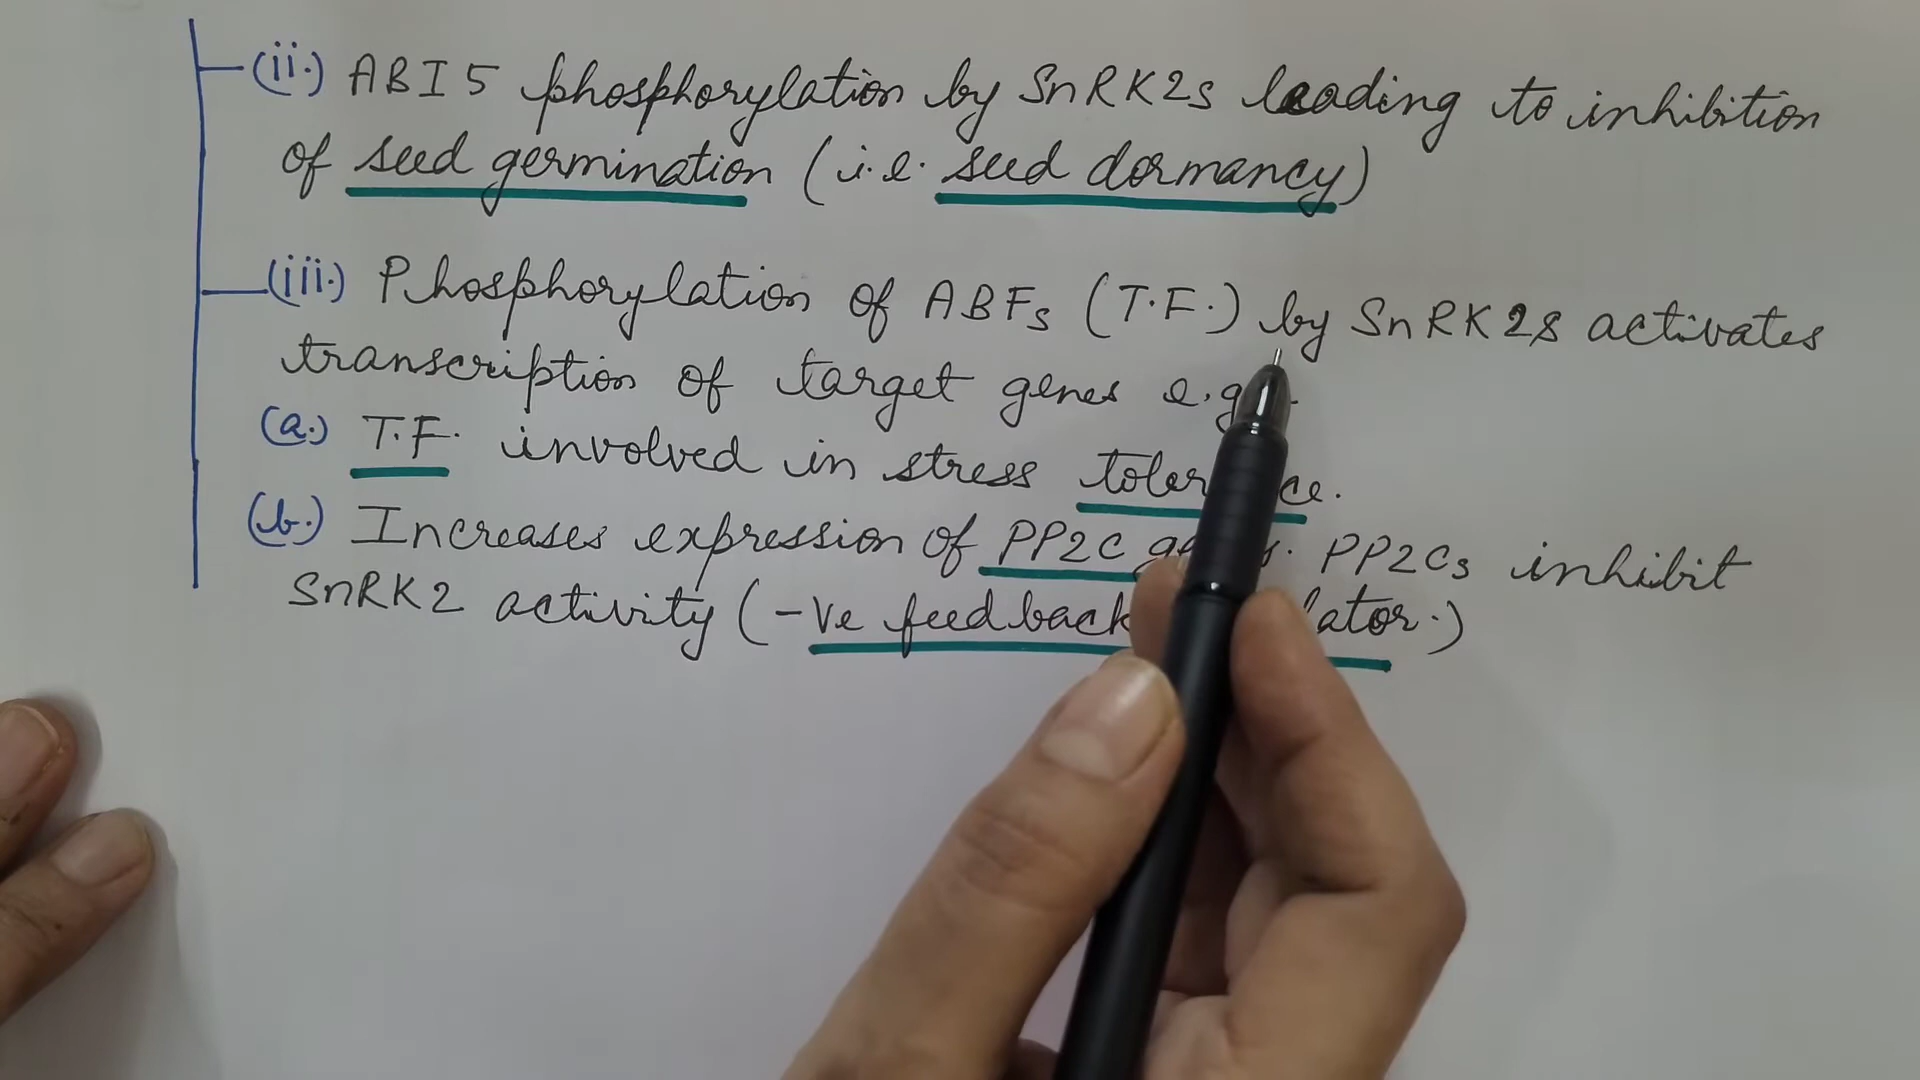 (ii.) ABI5 phosphorylation by SnRK2s leading to inhibition
of seed germination (i.e. seed dormancy)
(iii.) Phosphorylation of ABFs (T.F.) by SnRK2s activates
transcription of target genes e.g.
(a.) T.F. involved in stress
(b.) Increases expression of PP2C PP2Cs inhibit
SnRK2 activity (-ve feedback